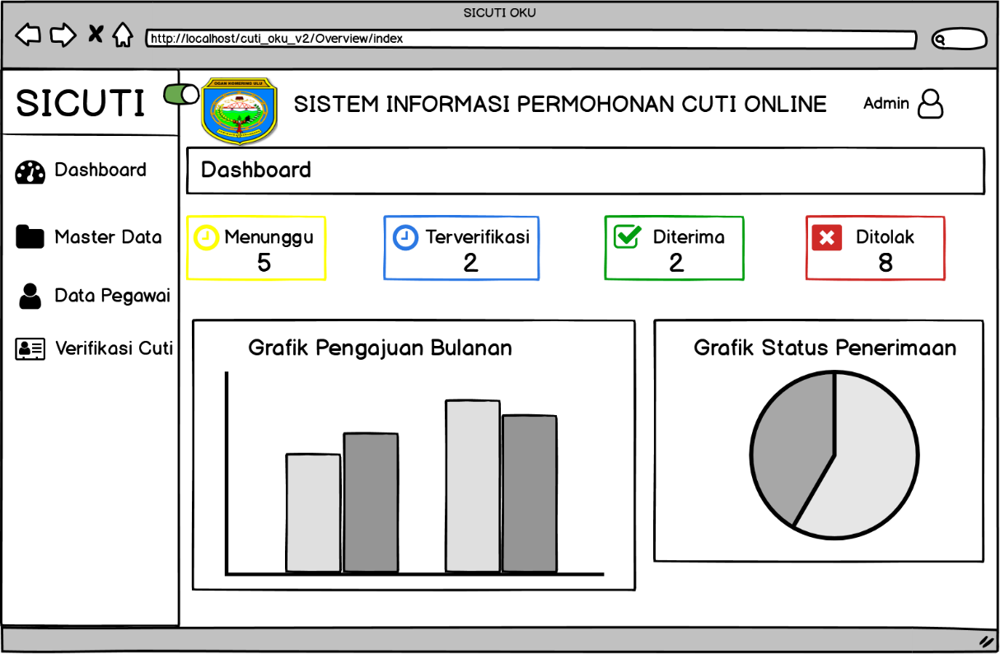 SICUTI OKU
http://localhost/cuti_oku_v2/Overview/index
SICUTI
OGAN KOMERING ULU
SISTEM INFORMASI PERMOHONAN CUTI ONLINE
Admin
Dashboard
Master Data
Data Pegawai
Verifikasi Cuti
Dashboard
Menunggu
5
Terverifikasi
2
Diterima
2
Ditolak
8
Grafik Pengajuan Bulanan
Grafik Status Penerimaan